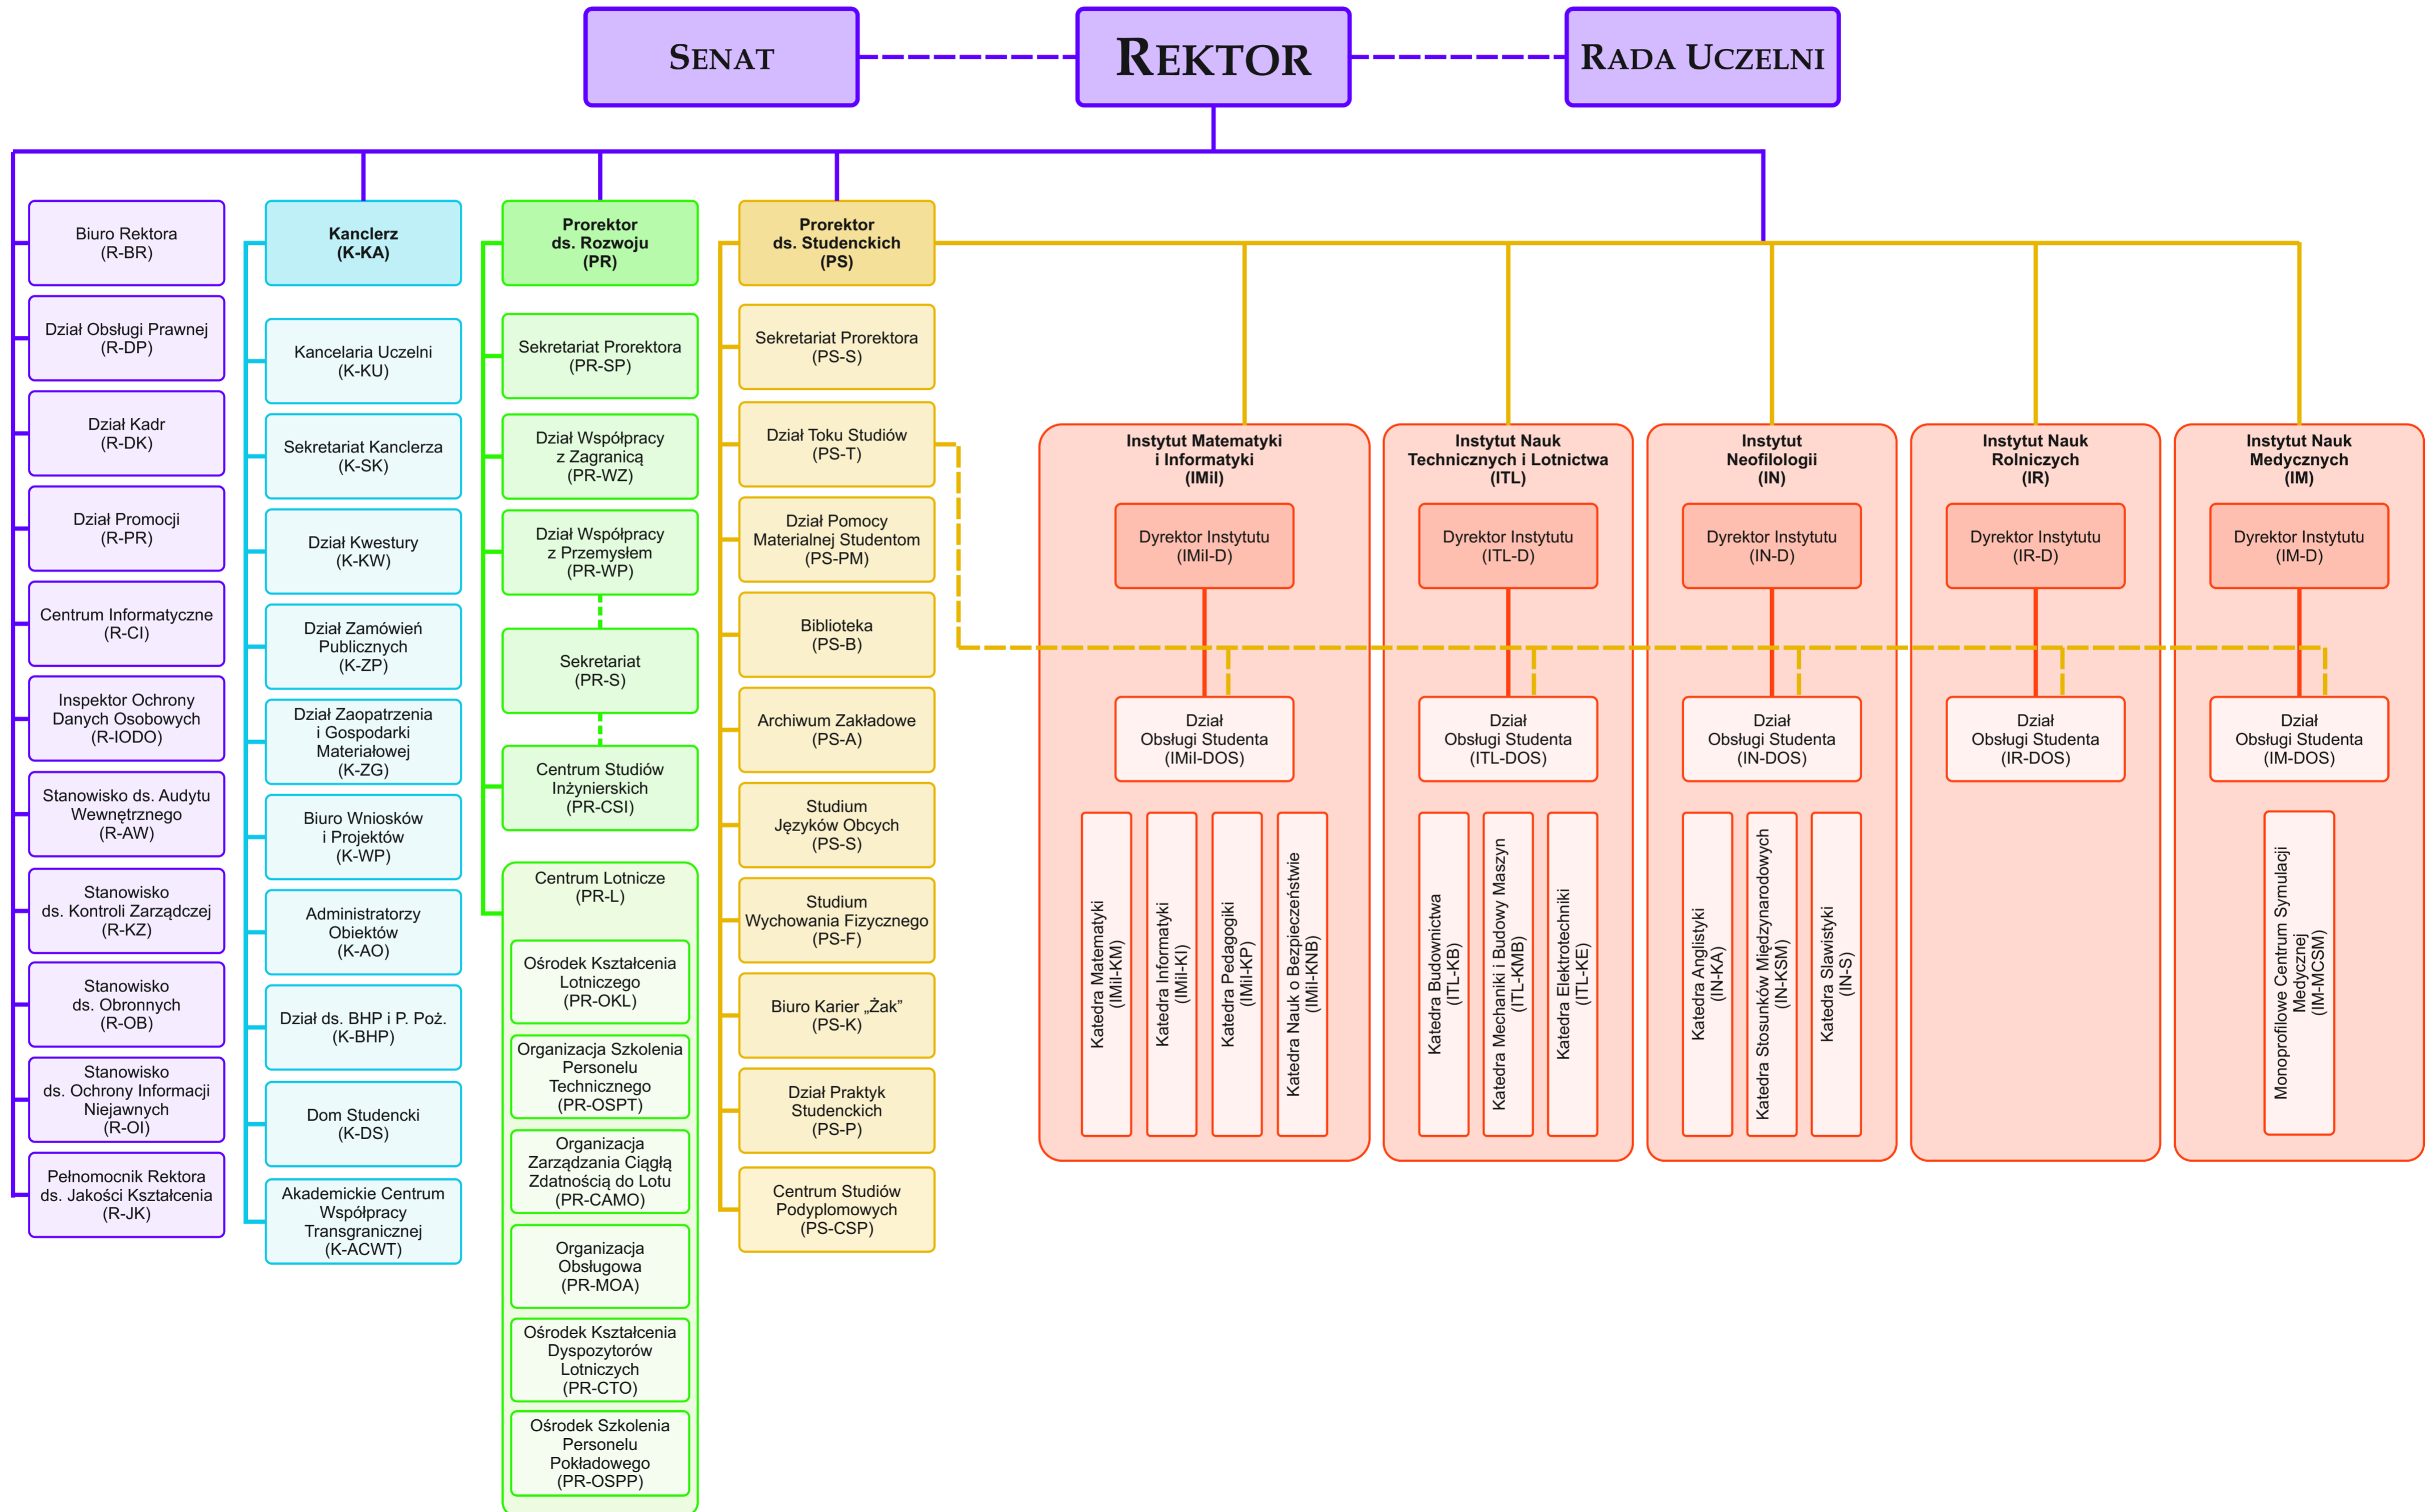 SENAT
REKTOR
RADA UCZELNI
Biuro Rektora
(R-BR)
Dział Obsługi Prawnej
(R-DP)
Dział Kadr
(R-DK)
Dział Promocji
(R-PR)
Centrum Informatyczne
(R-CI)
Inspektor Ochrony
Danych Osobowych
(R-IODO)
Stanowisko ds. Audytu
Wewnętrznego
(R-AW)
Stanowisko
ds. Kontroli Zarządczej
(R-KZ)
Stanowisko
ds. Obronnych
(R-OB)
Stanowisko
ds. Ochrony Informacji
Niejawnych
(R-OI)
Pełnomocnik Rektora
ds. Jakości Kształcenia
(R-JK)
Kanclerz
(K-KA)
Kancelaria Uczelni
(K-KU)
Sekretariat Kanclerza
(K-SK)
Dział Kwestury
(K-KW)
Dział Zamówień
Publicznych
(K-ZP)
Dział Zaopatrzenia
i Gospodarki
Materiałowej
(K-ZG)
Biuro Wniosków
i Projektów
(K-WP)
Administratorzy
Obiektów
(K-AO)
Dział ds. BHP i P. Poż.
(K-BHP)
Dom Studencki
(K-DS)
Akademickie Centrum
Współpracy
Transgranicznej
(K-ACWT)
Prorektor
ds. Rozwoju
(PR)
Sekretariat Prorektora
(PR-SP)
Dział Współpracy
z Zagranicą
(PR-WZ)
Dział Współpracy
z Przemysłem
(PR-WP)
Sekretariat
(PR-S)
Centrum Studiów
Inżynierskich
(PR-CSI)
Centrum Lotnicze
(PR-L)
Ośrodek Kształcenia
Lotniczego
(PR-OKL)
Organizacja Szkolenia
Personelu
Technicznego
(PR-OSPT)
Organizacja
Zarządzania Ciągłą
Zdatnością do Lotu
(PR-CAMO)
Organizacja
Obsługowa
(PR-MOA)
Ośrodek Kształcenia
Dyspozytorów
Lotniczych
(PR-CTO)
Ośrodek Szkolenia
Personelu
Pokładowego
(PR-OSPP)
Prorektor
ds. Studenckich
(PS)
Sekretariat Prorektora
(PS-S)
Dział Toku Studiów
(PS-T)
Dział Pomocy
Materialnej Studentom
(PS-PM)
Biblioteka
(PS-B)
Archiwum Zakładowe
(PS-A)
Studium
Języków Obcych
(PS-S)
Studium
Wychowania Fizycznego
(PS-F)
Biuro Karier „Żak”
(PS-K)
Dział Praktyk
Studenckich
(PS-P)
Centrum Studiów
Podyplomowych
(PS-CSP)
Instytut Matematyki
i Informatyki
(IMiI)
Dyrektor Instytutu
(IMiI-D)
Dział
Obsługi Studenta
(IMiI-DOS)
Katedra Matematyki
(IMiI-KM)
Katedra Informatyki
(IMiI-KI)
Katedra Pedagogiki
(IMiI-KP)
Katedra Nauk o Bezpieczeństwie
(IMiI-KNB)
Instytut Nauk
Technicznych i Lotnictwa
(ITL)
Dyrektor Instytutu
(ITL-D)
Dział
Obsługi Studenta
(ITL-DOS)
Katedra Budownictwa
(ITL-KB)
Katedra Mechaniki i Budowy Maszyn
(ITL-KMB)
Katedra Elektrotechniki
(ITL-KE)
Instytut
Neofilologii
(IN)
Dyrektor Instytutu
(IN-D)
Dział
Obsługi Studenta
(IN-DOS)
Katedra Anglistyki
(IN-KA)
Katedra Stosunków Międzynarodowych
(IN-KSM)
Katedra Slawistyki
(IN-S)
Instytut Nauk
Rolniczych
(IR)
Dyrektor Instytutu
(IR-D)
Dział
Obsługi Studenta
(IR-DOS)
Instytut Nauk
Medycznych
(IM)
Dyrektor Instytutu
(IM-D)
Dział
Obsługi Studenta
(IM-DOS)
Monoprofilowe Centrum Symulacji
Medycznej
(IM-MCSM)